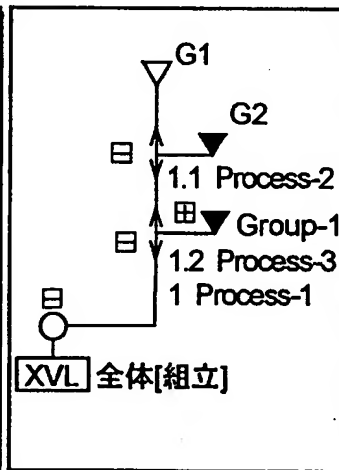 G1
G2
1.1 Process-2
Group-1
1.2 Process-3
1 Process-1
XVL 全体[組立]